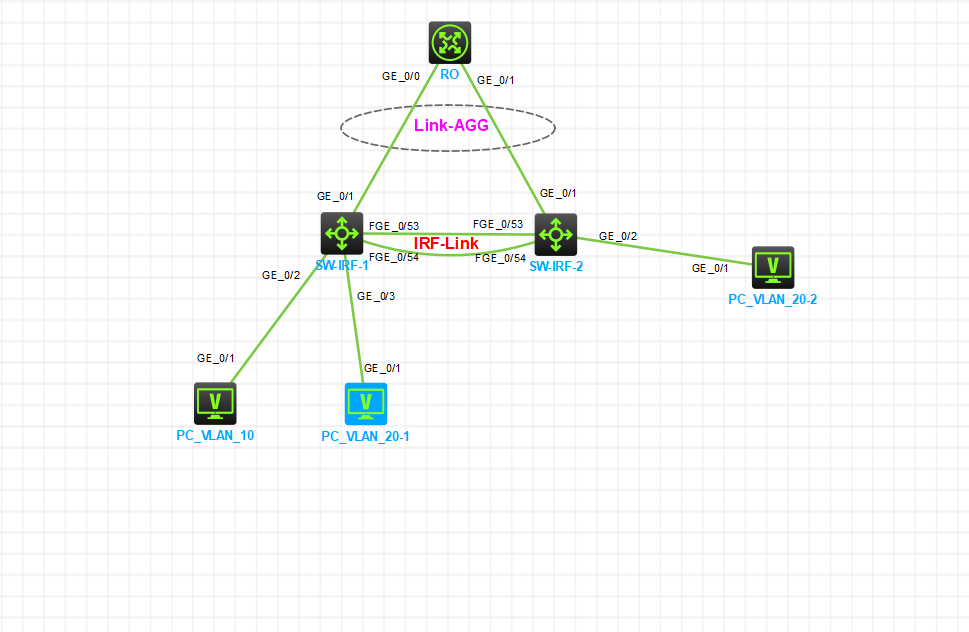 RO
GE_0/0
GE_0/1
Link-AGG
GE_0/1
GE_0/1
FGE_0/53
FGE_0/53
IRF-Link
FGE_0/54
FGE_0/54
SW-IRF-1
SW-IRF-2
GE_0/2
GE_0/1
PC_VLAN_20-2
GE_0/2
GE_0/3
GE_0/1
GE_0/1
V
V
V
PC_VLAN_10
PC_VLAN_20-1